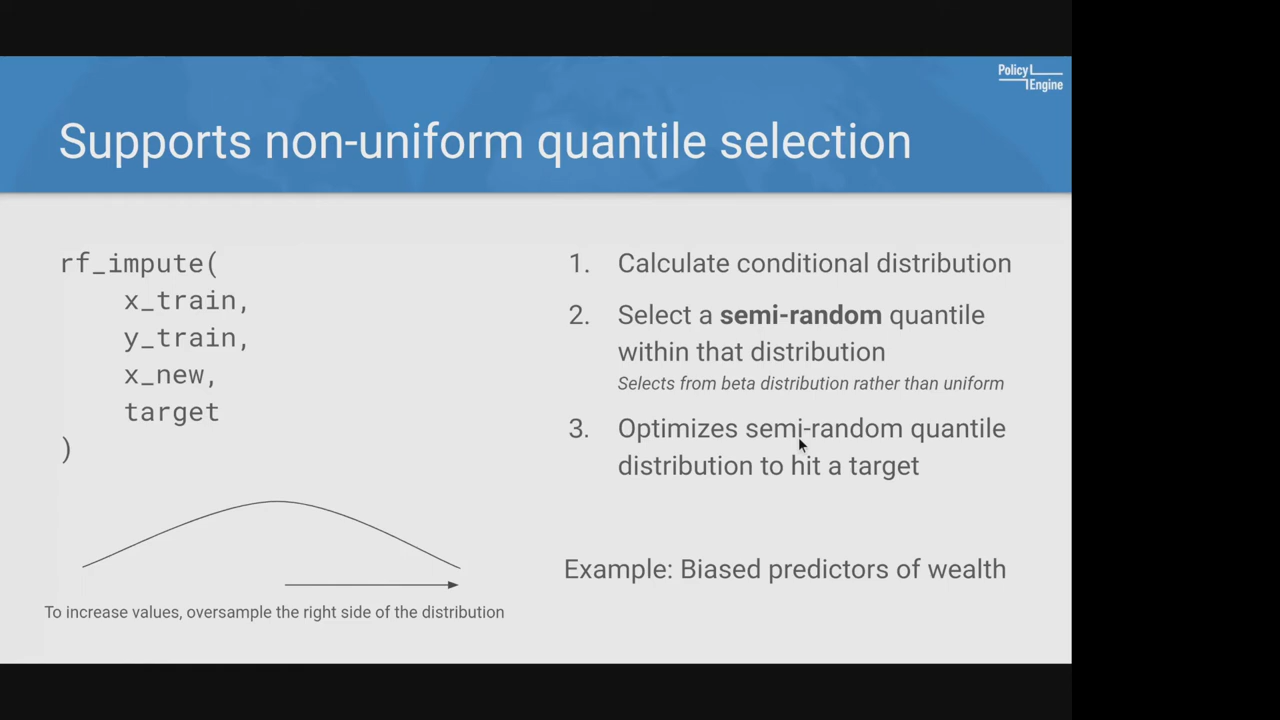 Policy
Engine
Supports non-uniform quantile selection
rf_impute(
x_train,
y_train,
x_new,
target
)
To increase values, oversample the right side of the distribution
1. Calculate conditional distribution
2. Select a semi-random quantile
within that distribution
Selects from beta distribution rather than uniform
3. Optimizes semi-random quantile
distribution to hit a target
Example: Biased predictors of wealth